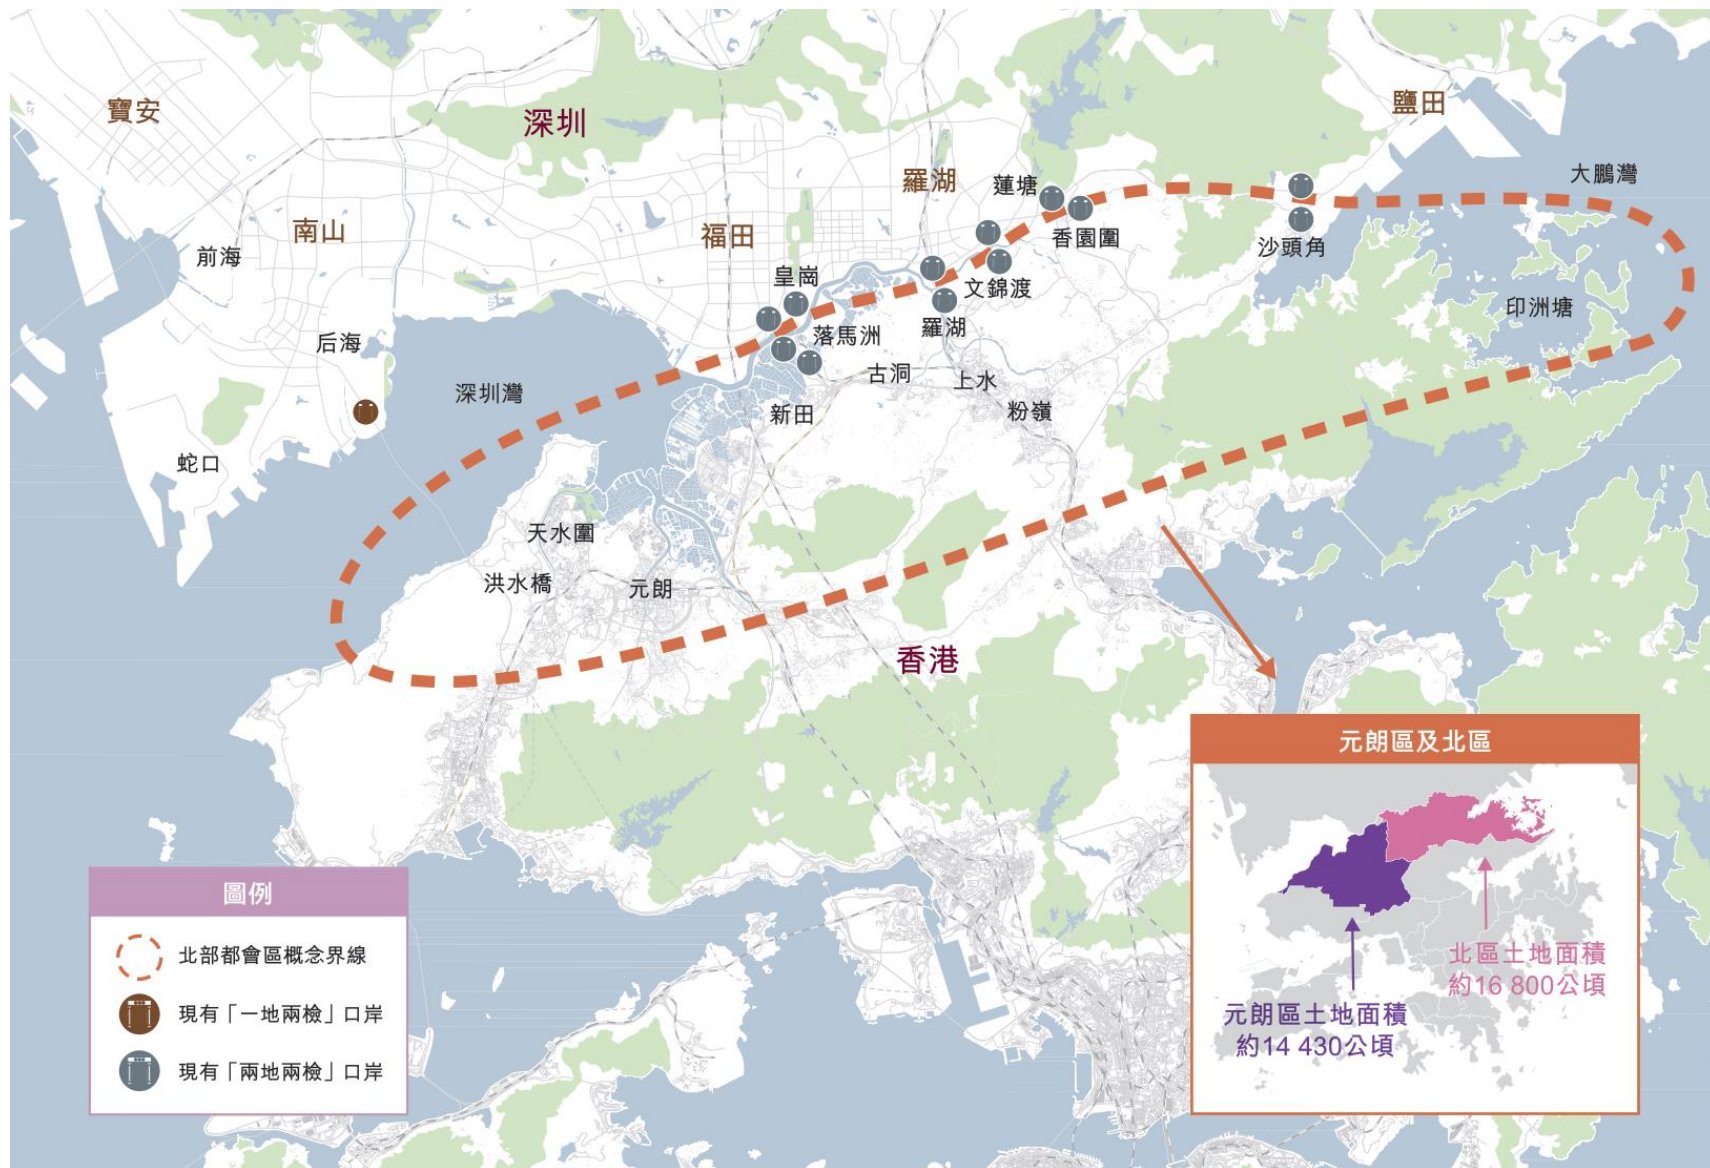 寶安
深圳
鹽田
大鵬灣
羅湖
蓮塘
南山
福田
香園圍
沙頭角
前海
皇崗
文錦渡
印洲塘
后海
落馬洲
羅湖
古洞
上水
深圳灣
新田
粉嶺
蛇口
天水圍
洪水橋
元朗
香港
元朗區及北區
北區土地面積
約16 800公頃
元朗區土地面積
約14 430公頃
圖例
北部都會區概念界線
現有「一地兩檢」口岸
現有「兩地兩檢」口岸